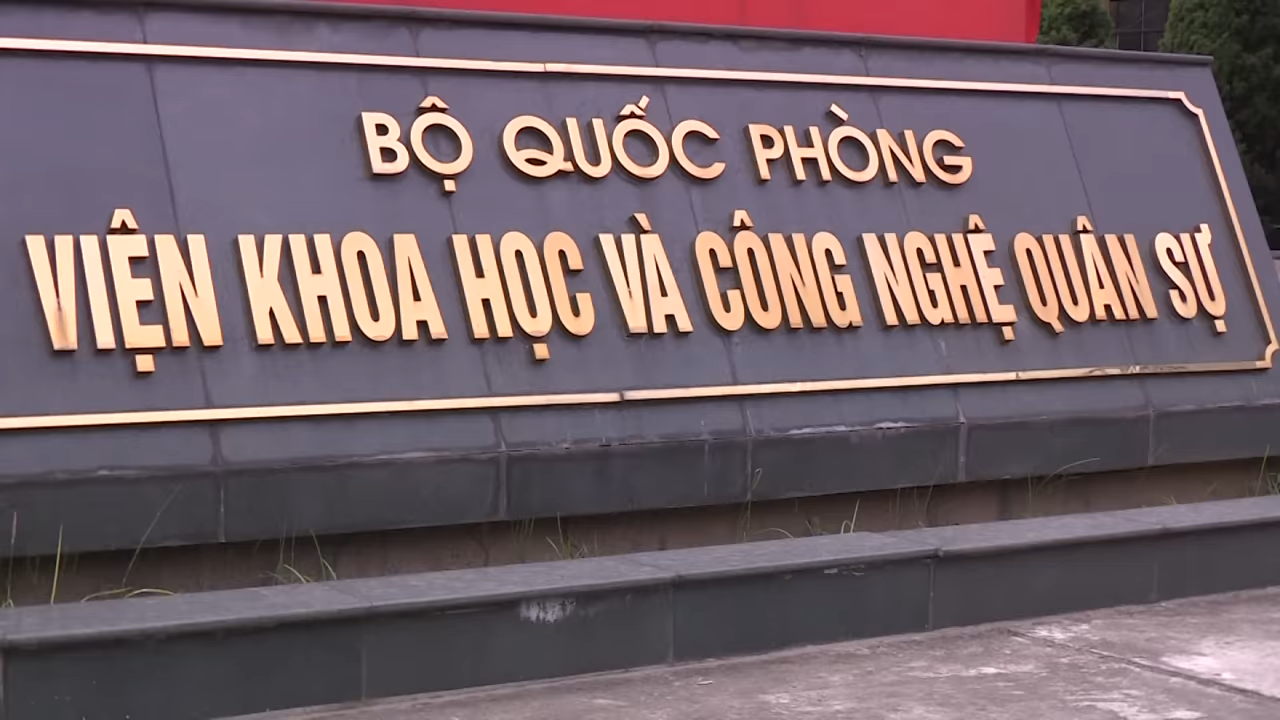 BỘ QUỐC PHÒNG
VIỆN KHOA HỌC VÀ CÔNG NGHỆ QUÂN SỰ